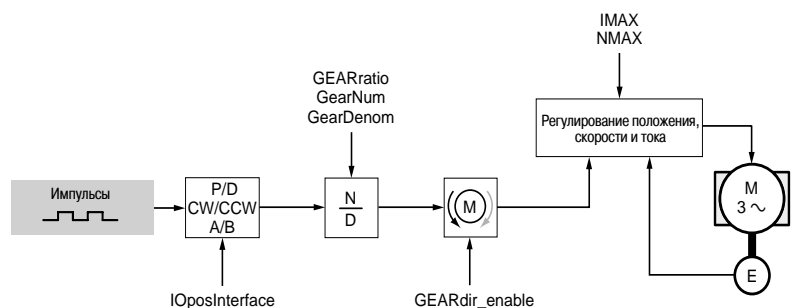 IMAX
NMAX
GEARratio
GearNum
GearDenom
Регулирование положения,
скорости и тока
Импульсы
P/D
CW/CCW
A/B
N
D
M
M
3 ~
E
IOposInterface
GEARdir_enable